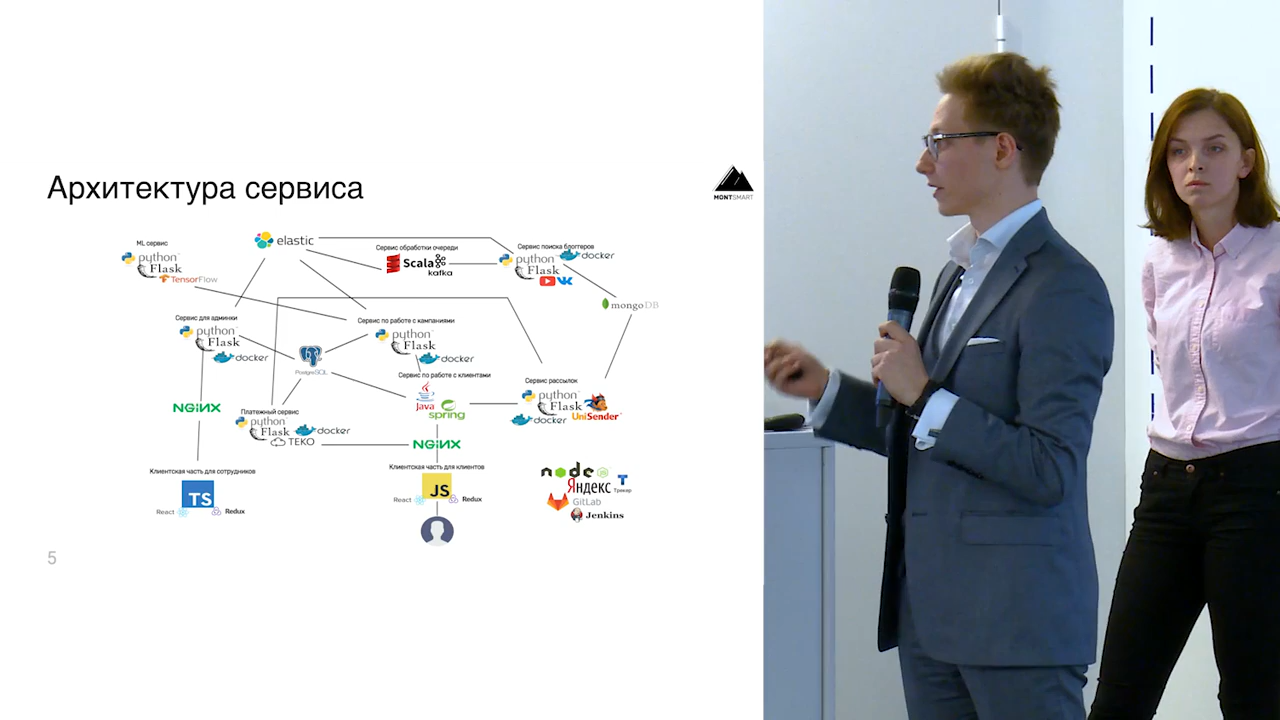 Архитектура сервиса
MONTSMART
elastic
ML сервис
python
Flask
TensorFlow
Сервис обработки очереди
Scala
kafka
Сервис поиска блоггеров
docker
python
Flask
mongoDB
Сервис для админки
python
Flask
docker
Сервис по работе с кампаниями
python
Flask
docker
PostgreSQL
Сервис по работе с клиентами
Java
spring
Сервис рассылок
python
Flask
docker
UniSender
NGINX
Платежный сервис
python
Flask
docker
TEKO
NGINX
Клиентская часть для сотрудников
TS
React
Redux
Клиентская часть для клиентов
JS
React
Redux
node
Яндекс
Трекер
GitLab
Jenkins
5